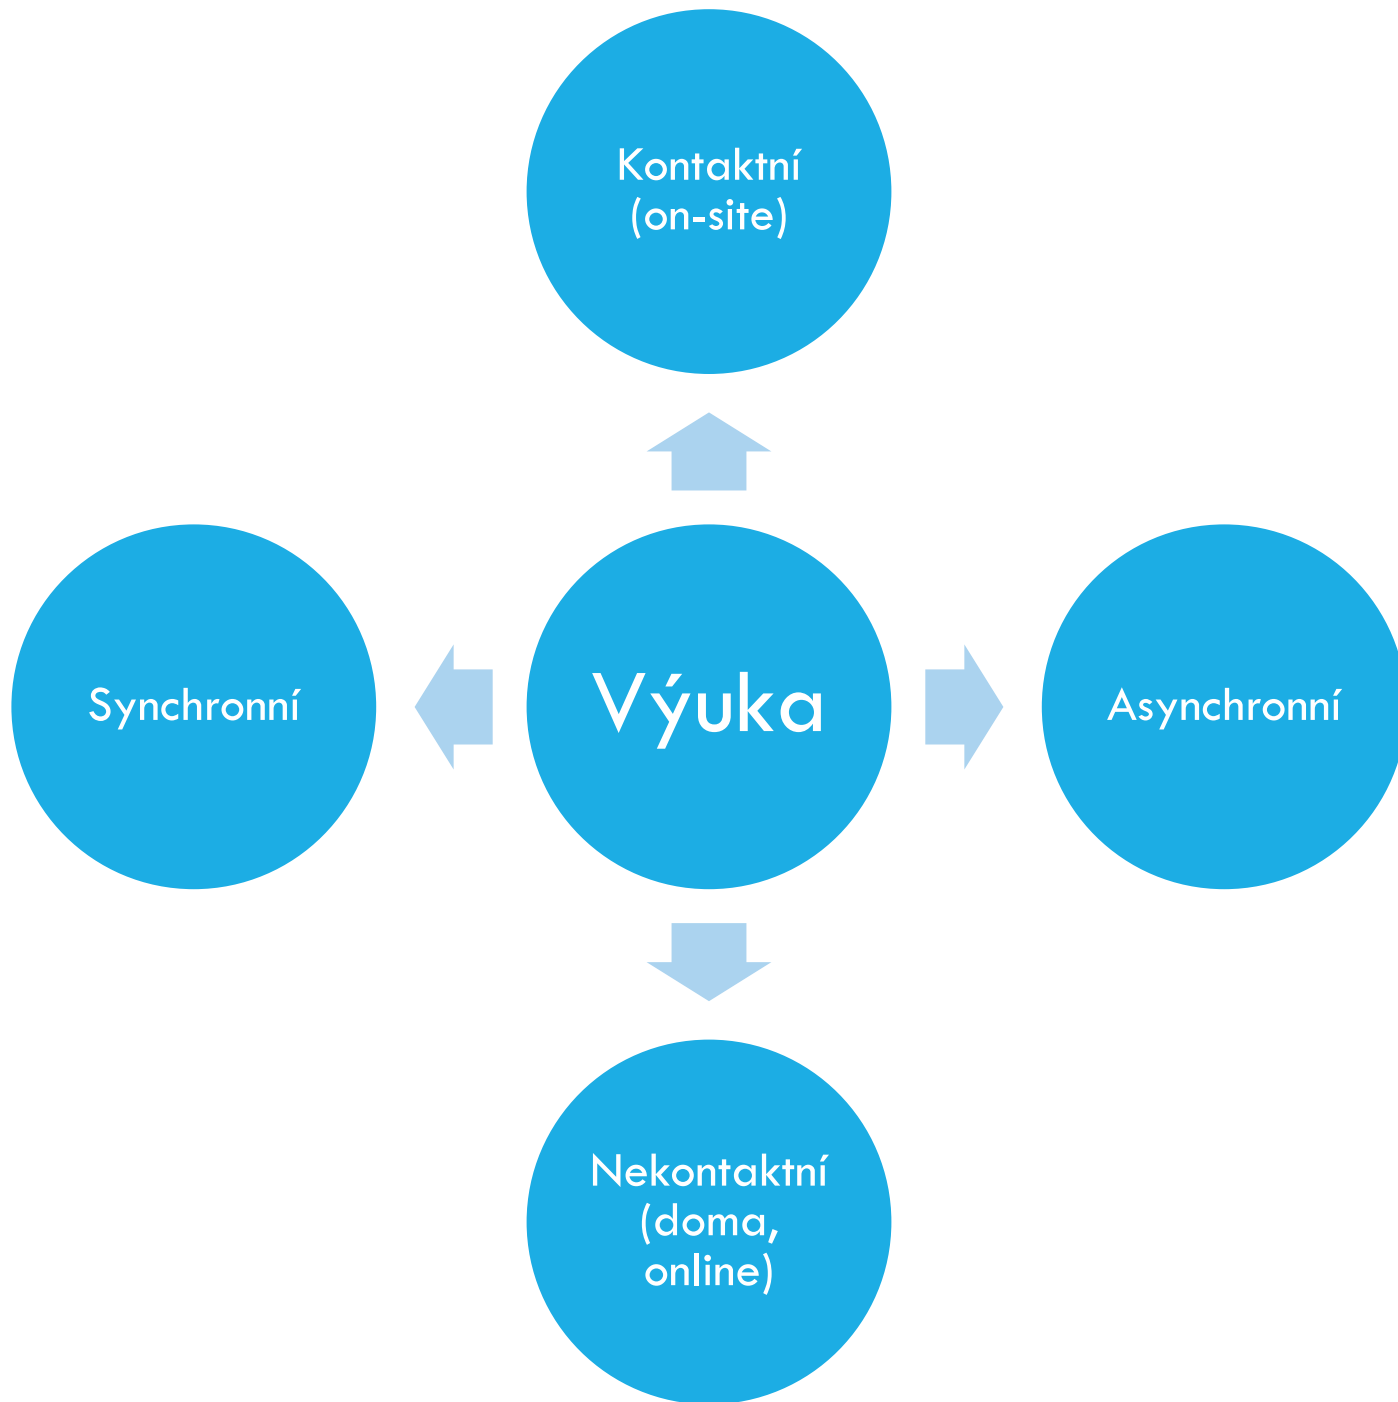 Kontaktní
(on-site)
Synchronní
Výuka
Asynchronní
Nekontaktní
(doma,
online)